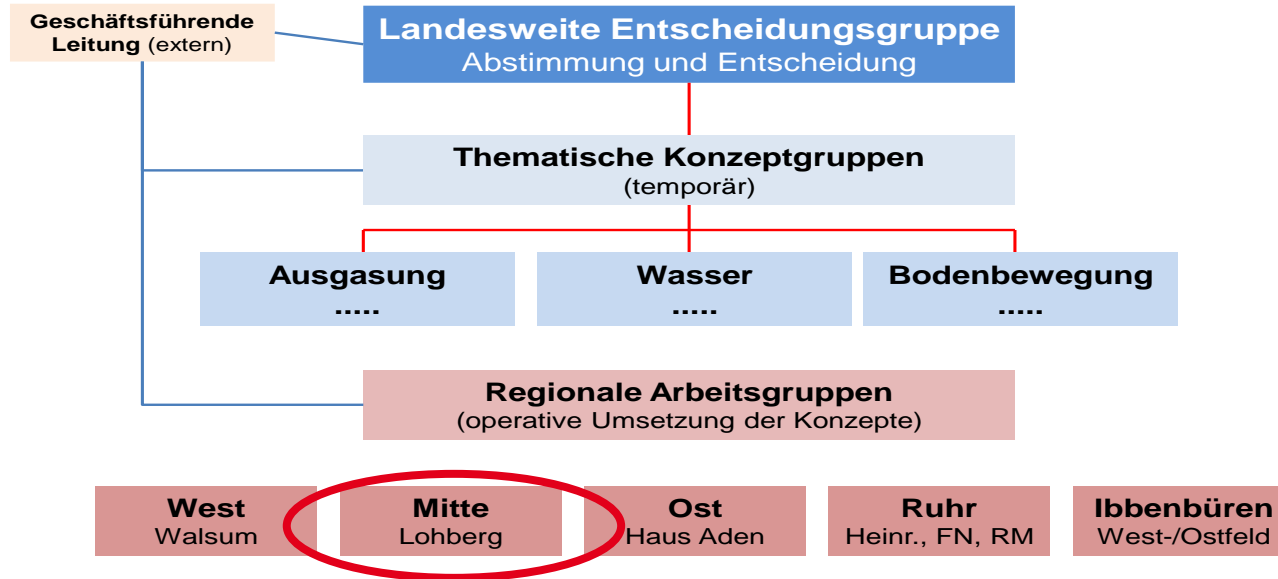 Geschäftsführende
Leitung (extern)
Landesweite Entscheidungsgruppe
Abstimmung und Entscheidung
Thematische Konzeptgruppen
(temporär)
Ausgasung
.....
Wasser
.....
Bodenbewegung
.....
Regionale Arbeitsgruppen
(operative Umsetzung der Konzepte)
West
Walsum
Mitte
Lohberg
Ost
Haus Aden
Ruhr
Heinr., FN, RM
Ibbenbüren
West-/Ostfeld